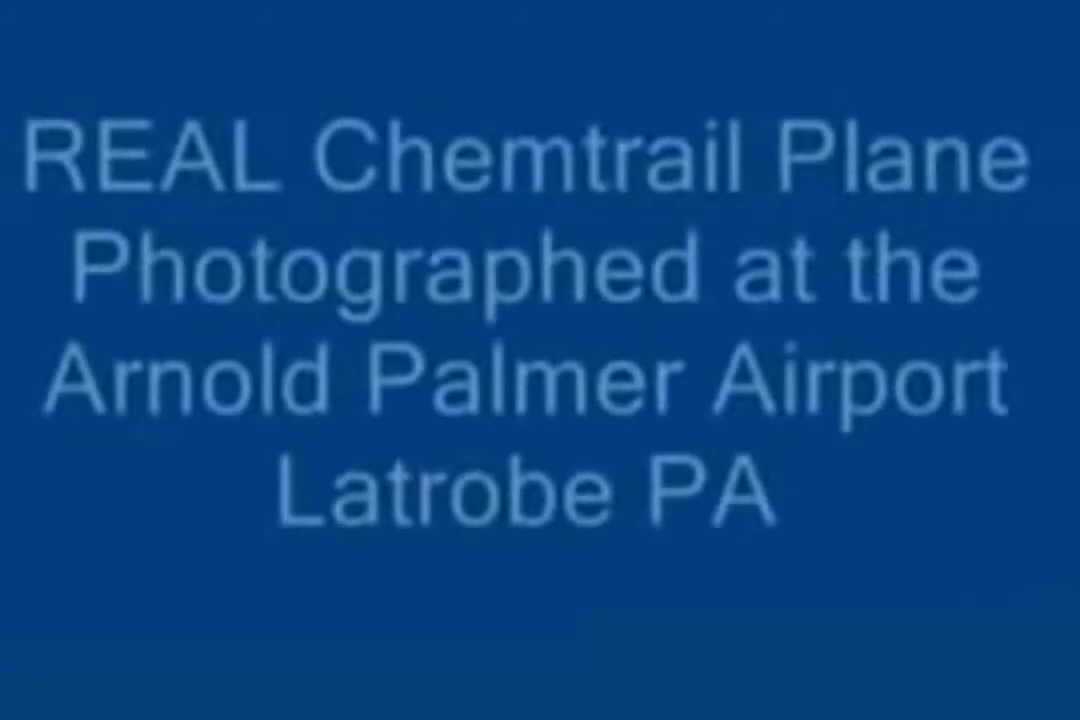 REAL Chemtrail Plane
Photographed at the
Arnold Palmer Airport
Latrobe PA